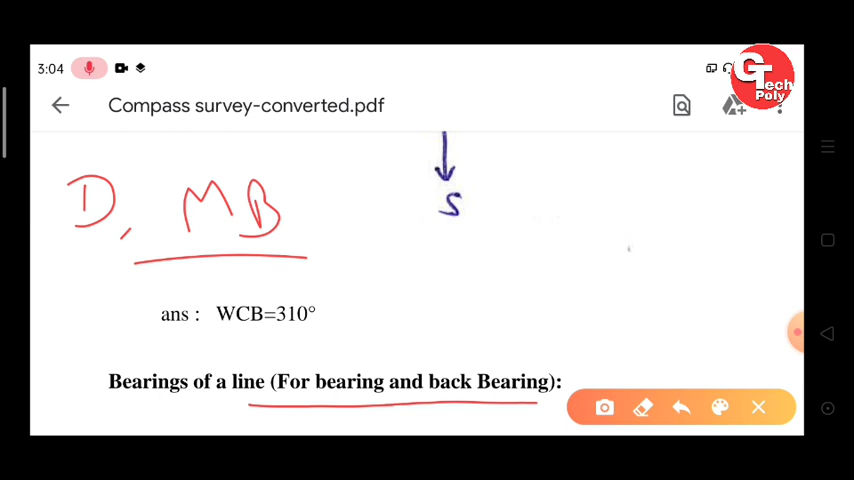 3:04
GTech
Poly
Compass survey-converted.pdf
S
D, MB
ans : WCB=310°
Bearings of a line (For bearing and back Bearing):